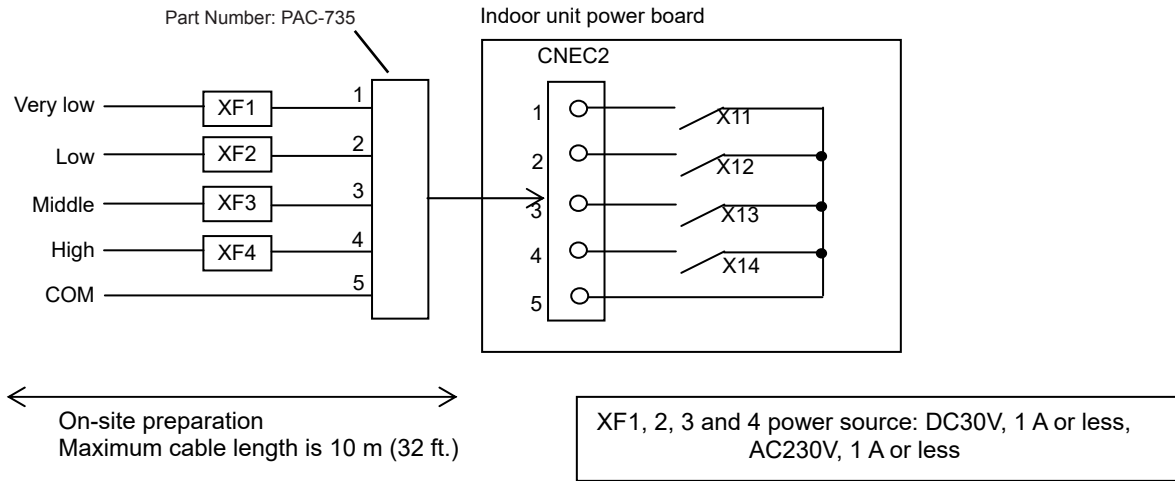 Part Number: PAC-735
Indoor unit power board
CNEC2
Very low XF1 1
Low XF2 2
Middle XF3 3
High XF4 4
COM 5
1 X11
2 X12
3 X13
4 X14
5
On-site preparation
Maximum cable length is 10 m (32 ft.)
XF1, 2, 3 and 4 power source: DC30V, 1 A or less,
AC230V, 1 A or less